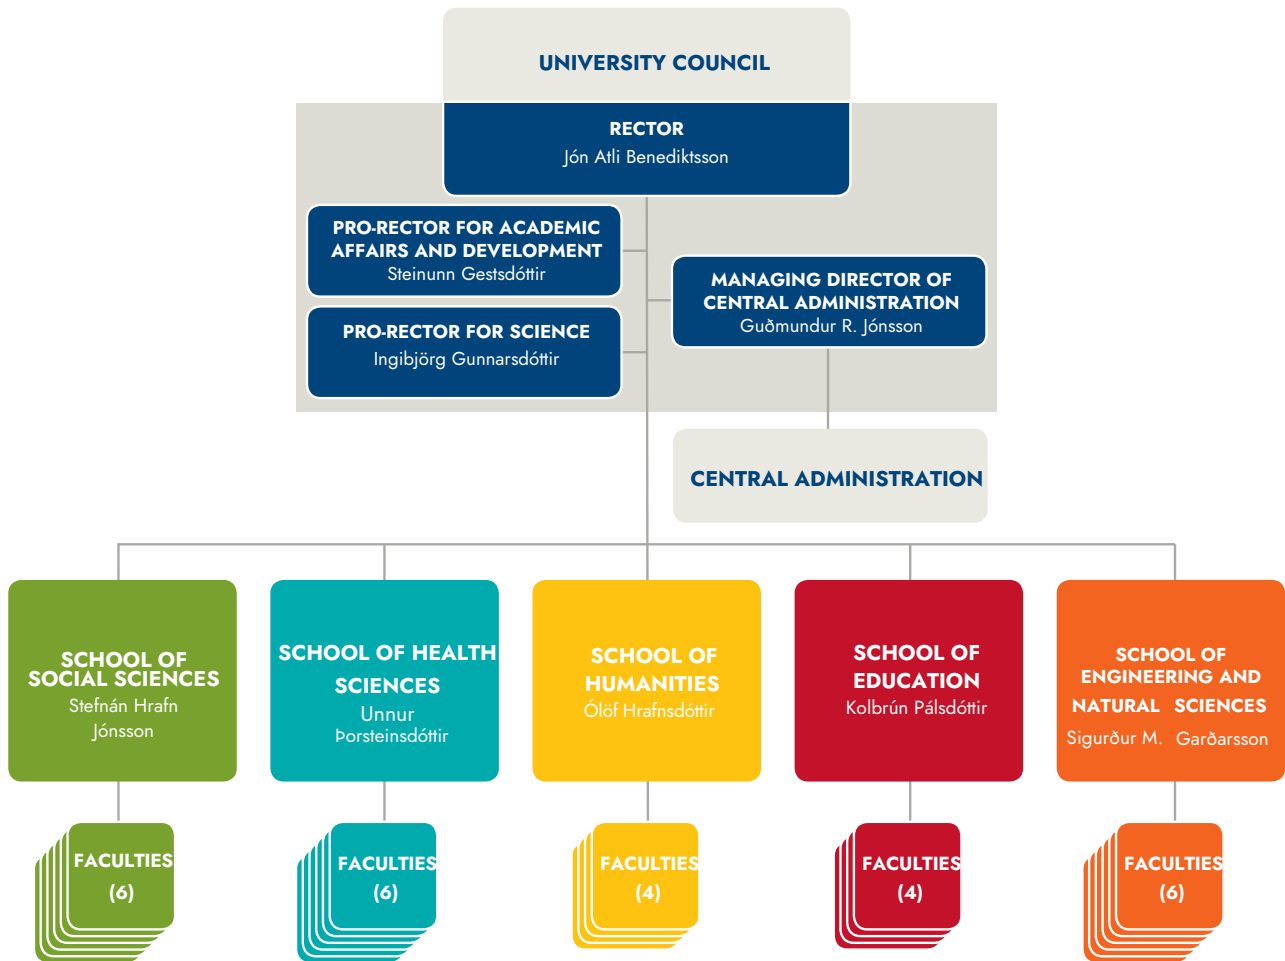 UNIVERSITY COUNCIL
RECTOR
Jón Atli Benediktsson
PRO-RECTOR FOR ACADEMIC
AFFAIRS AND DEVELOPMENT
Steinunn Gestsdóttir
MANAGING DIRECTOR OF
CENTRAL ADMINISTRATION
Guðmundur R. Jónsson
PRO-RECTOR FOR SCIENCE
Ingibjörg Gunnarsdóttir
CENTRAL ADMINISTRATION
SCHOOL OF
SOCIAL SCIENCES
Stefnán Hrafn
Jónsson
SCHOOL OF HEALTH
SCIENCES
Unnur
Þorsteinsdóttir
SCHOOL OF
HUMANITIES
Ólöf Hrafnsdóttir
SCHOOL OF
EDUCATION
Kolbrún Pálsdóttir
SCHOOL OF
ENGINEERING AND
NATURAL SCIENCES
Sigurður M. Garðarsson
FACULTIES
(6)
FACULTIES
(6)
FACULTIES
(4)
FACULTIES
(4)
FACULTIES
(6)